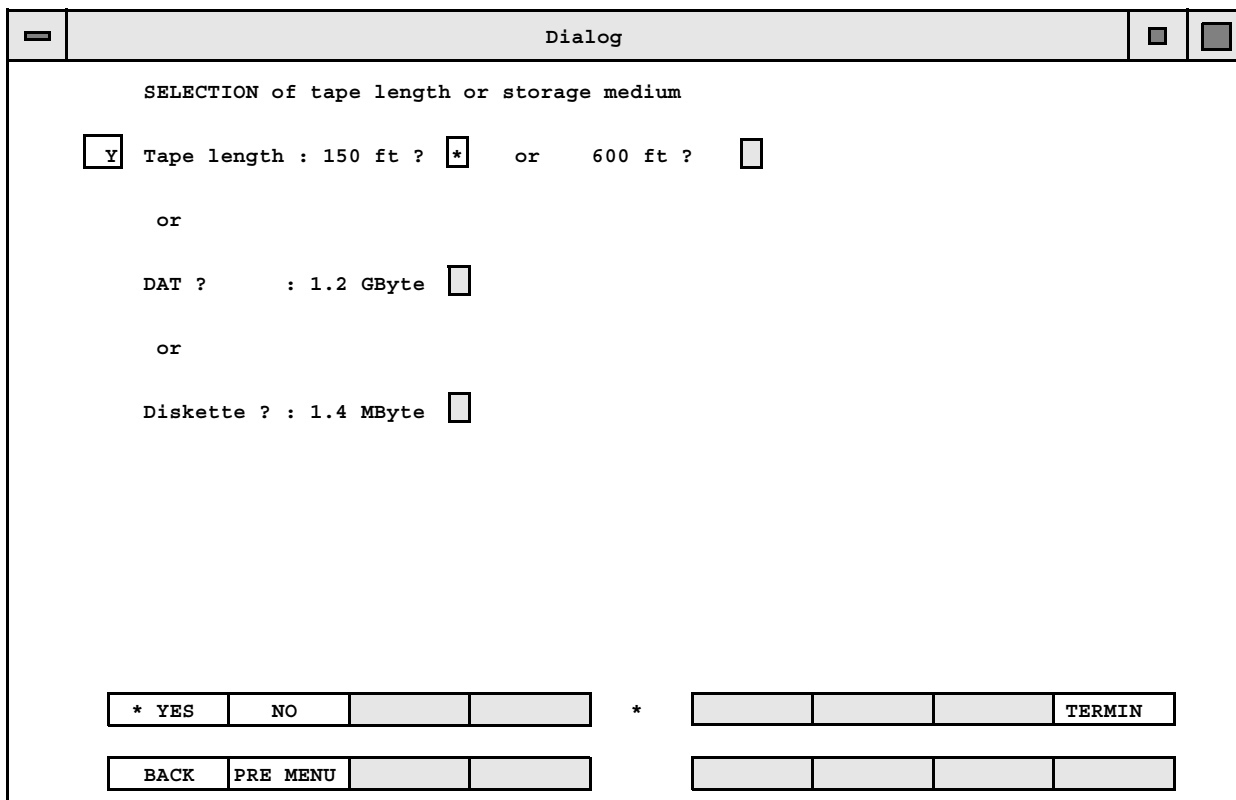 Dialog
SELECTION of tape length or storage medium
Y Tape length : 150 ft ? * or 600 ft ?
or
DAT ? : 1.2 GByte
or
Diskette ? : 1.4 MByte
* YES NO * TERMIN
BACK PRE MENU